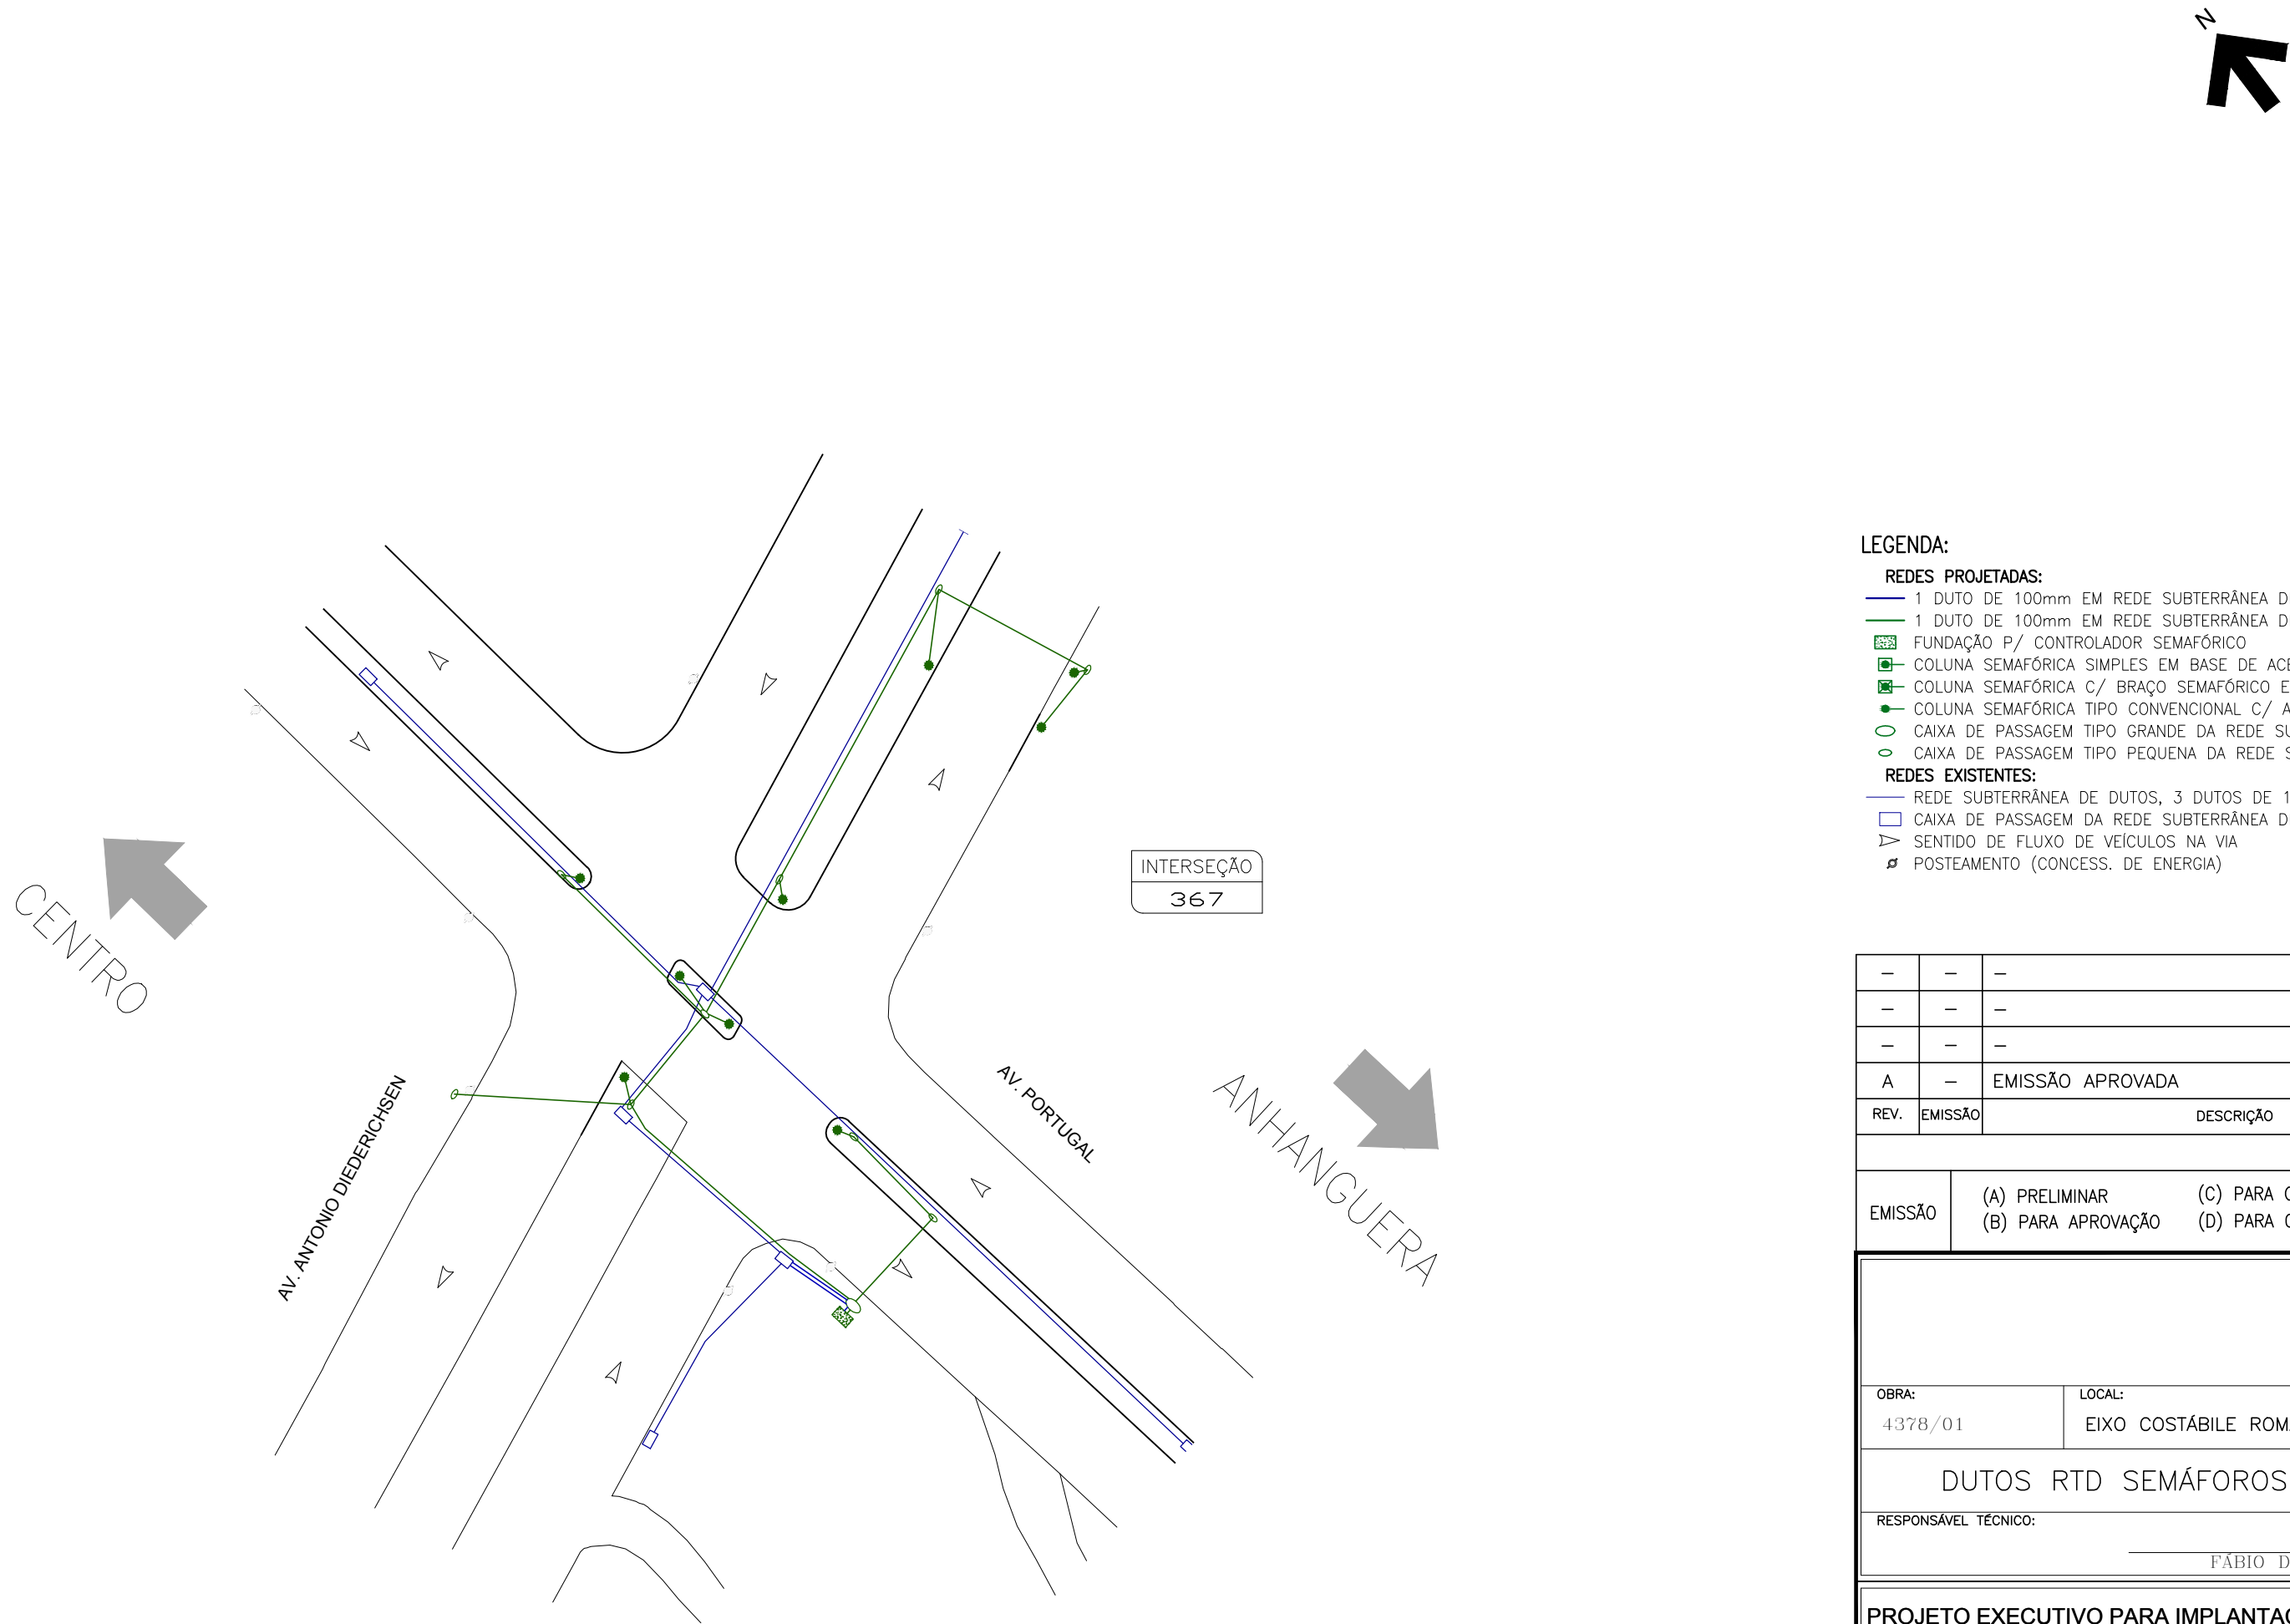 N
LEGENDA:
REDES PROJETADAS:
1 DUTO DE 100mm EM REDE SUBTERRÂNEA D
1 DUTO DE 100mm EM REDE SUBTERRÂNEA D
FUNDAÇÃO P/ CONTROLADOR SEMAFÓRICO
COLUNA SEMAFÓRICA SIMPLES EM BASE DE ACE
COLUNA SEMAFÓRICA C/ BRAÇO SEMAFÓRICO E
COLUNA SEMAFÓRICA TIPO CONVENCIONAL C/ A
CAIXA DE PASSAGEM TIPO GRANDE DA REDE SU
CAIXA DE PASSAGEM TIPO PEQUENA DA REDE S
REDES EXISTENTES:
REDE SUBTERRÂNEA DE DUTOS, 3 DUTOS DE 1
CAIXA DE PASSAGEM DA REDE SUBTERRÂNEA D
SENTIDO DE FLUXO DE VEÍCULOS NA VIA
POSTEAMENTO (CONCESS. DE ENERGIA)
INTERSEÇÃO
367
CENTRO
ANHANGUERA
AV. PORTUGAL
AV. ANTONIO DIEDERICHSEN
– – –
– – –
– – –
A – EMISSÃO APROVADA
REV. EMISSÃO DESCRIÇÃO
EMISSÃO
(A) PRELIMINAR (C) PARA C
(B) PARA APROVAÇÃO (D) PARA C
OBRA: LOCAL:
4378/01 EIXO COSTÁBILE ROM
DUTOS RTD SEMÁFOROS
RESPONSÁVEL TÉCNICO:
FÁBIO D
PROJETO EXECUTIVO PARA IMPLANTAÇ